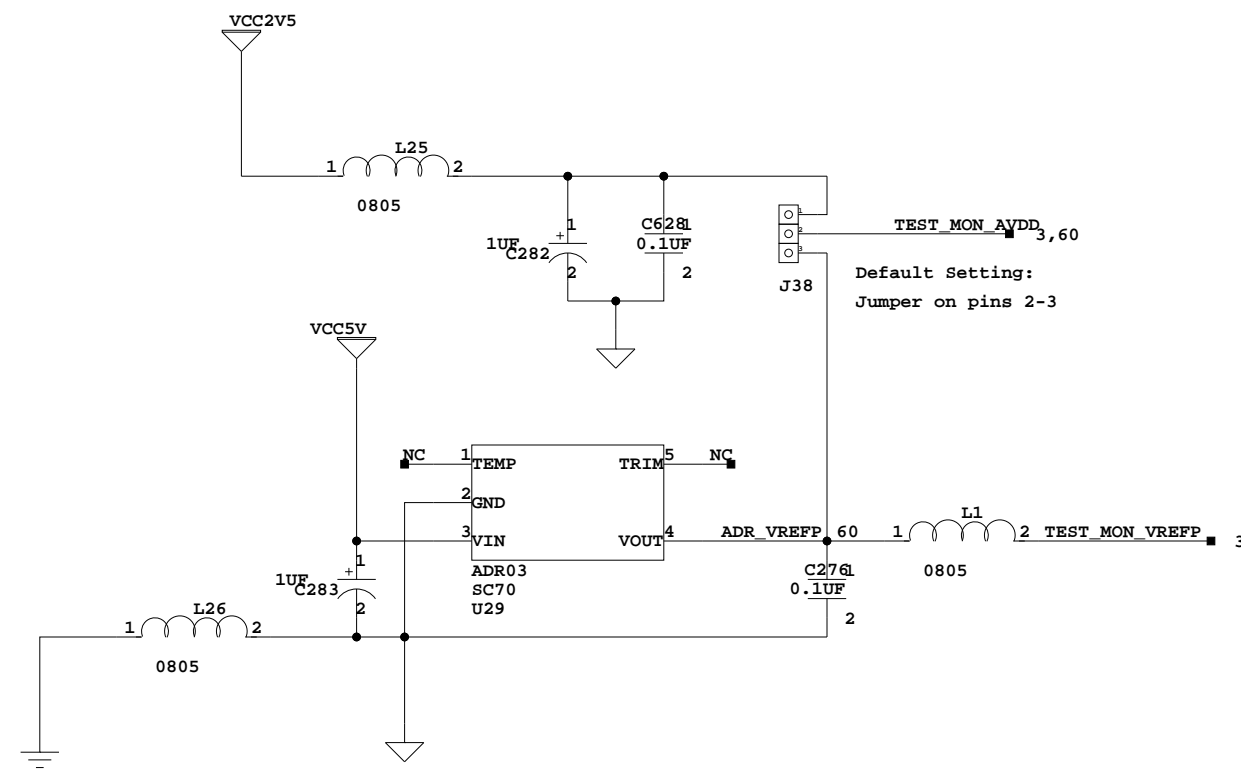 VCC2V5
L25
1 2
0805
1
C628 1
TEST_MON_AVDD
1
2
3
+
1UF
C282
0.1UF
3,60
2 2
J38
Default Setting:
Jumper on pins 2-3
VCC5V
NC 1 TEMP TRIM 5 NC
2 GND
3 VIN VOUT 4 ADR_VREFP 60 1 L1 2 TEST_MON_VREFP 3
0805
ADR03
SC70
U29
1
+
1UF
C283
2
C276 1
0.1UF
2
L26
1 2
0805